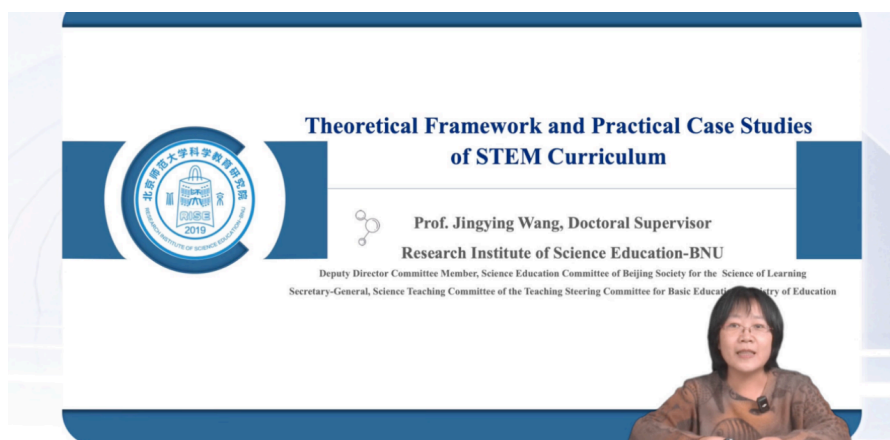 Theoretical Framework and Practical Case Studies
of STEM Curriculum
北京师范大学科学教育研究院
RISE
2019
RESEARCH INSTITUTE OF SCIENCE EDUCATION-BNU
Prof. Jingying Wang, Doctoral Supervisor
Research Institute of Science Education-BNU
Deputy Director Committee Member, Science Education Committee of Beijing Society for the Science of Learning
Secretary-General, Science Teaching Committee of the Teaching Steering Committee for Basic of Education